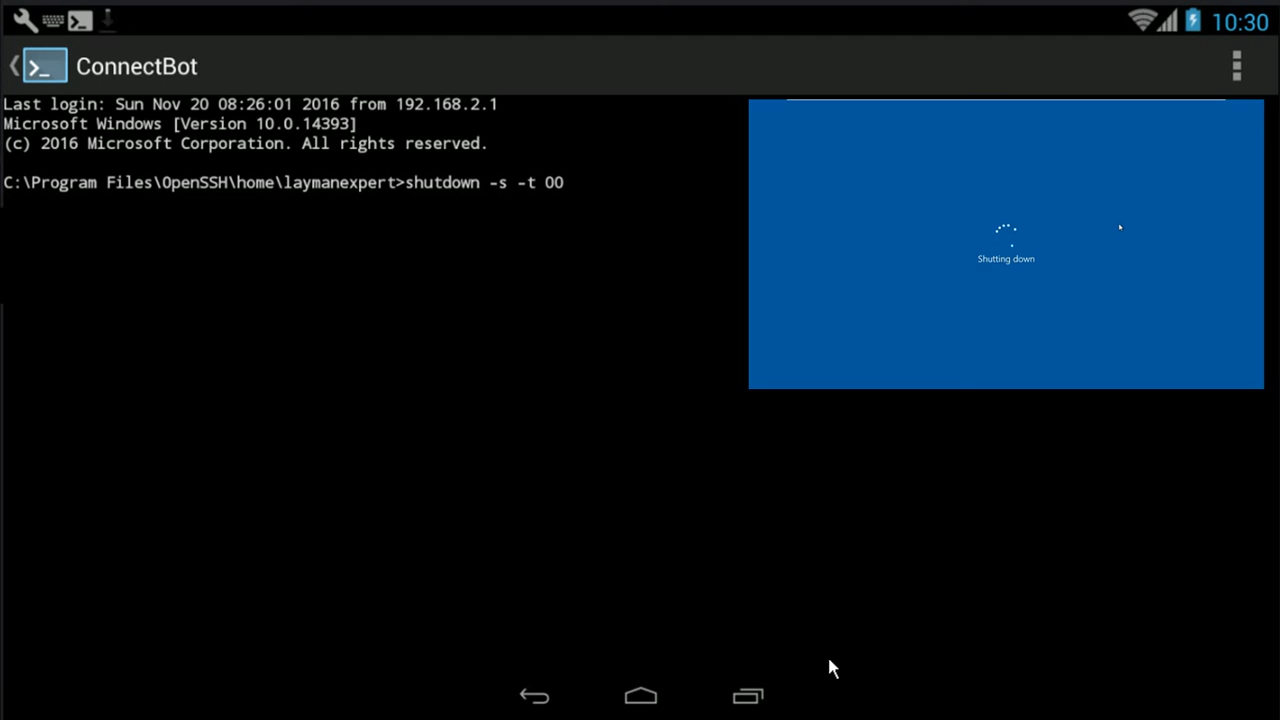 10:30
ConnectBot
Last login: Sun Nov 20 08:26:01 2016 from 192.168.2.1
Microsoft Windows [Version 10.0.14393]
(c) 2016 Microsoft Corporation. All rights reserved.
C:\Program Files\OpenSSH\home\laymanexpert>shutdown -s -t 00
Shutting down